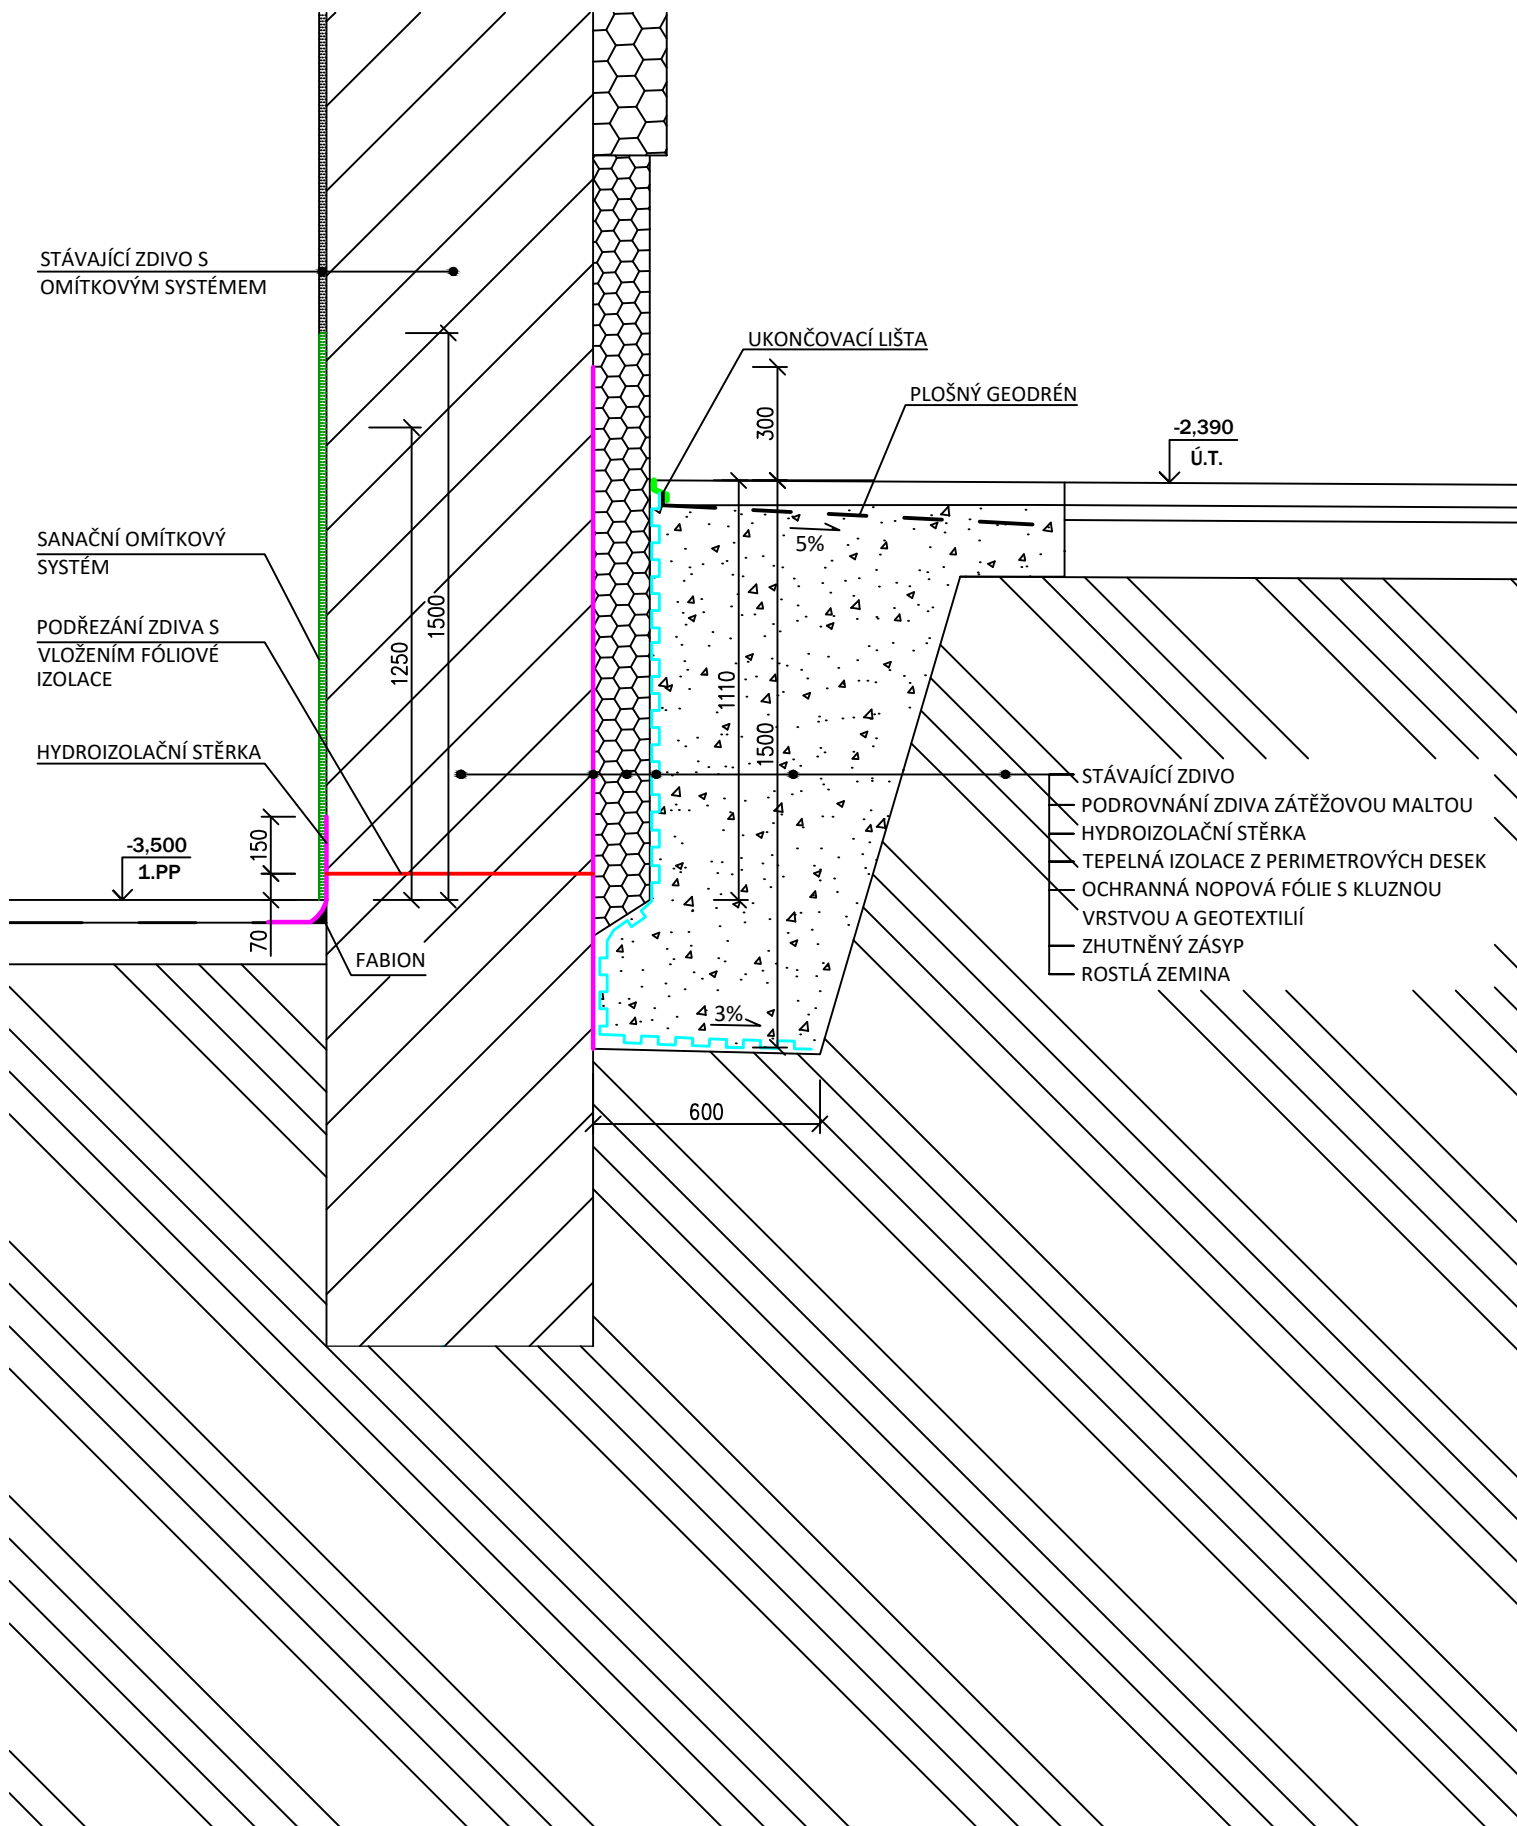 STÁVAJÍCÍ ZDIVO S
OMÍTKOVÝM SYSTÉMEM
UKONČOVACÍ LIŠTA
PLOŠNÝ GEODRÉN
300
-2,390
Ú.T.
5%
SANAČNÍ OMÍTKOVÝ
SYSTÉM
PODŘEZÁNÍ ZDIVA S
VLOŽENÍM FÓLIOVÉ
IZOLACE
1500
1250
1110
1500
HYDROIZOLAČNÍ STĚRKA
STÁVAJÍCÍ ZDIVO
PODROVNÁNÍ ZDIVA ZÁTĚŽOVOU MALTOU
HYDROIZOLAČNÍ STĚRKA
TEPELNÁ IZOLACE Z PERIMETROVÝCH DESEK
OCHRANNÁ NOPOVÁ FÓLIE S KLUZNOU
VRSTVOU A GEOTEXTILIÍ
ZHUTNĚNÝ ZÁSYP
ROSTLÁ ZEMINA
150
-3,500
1.PP
70
FABION
3%
600